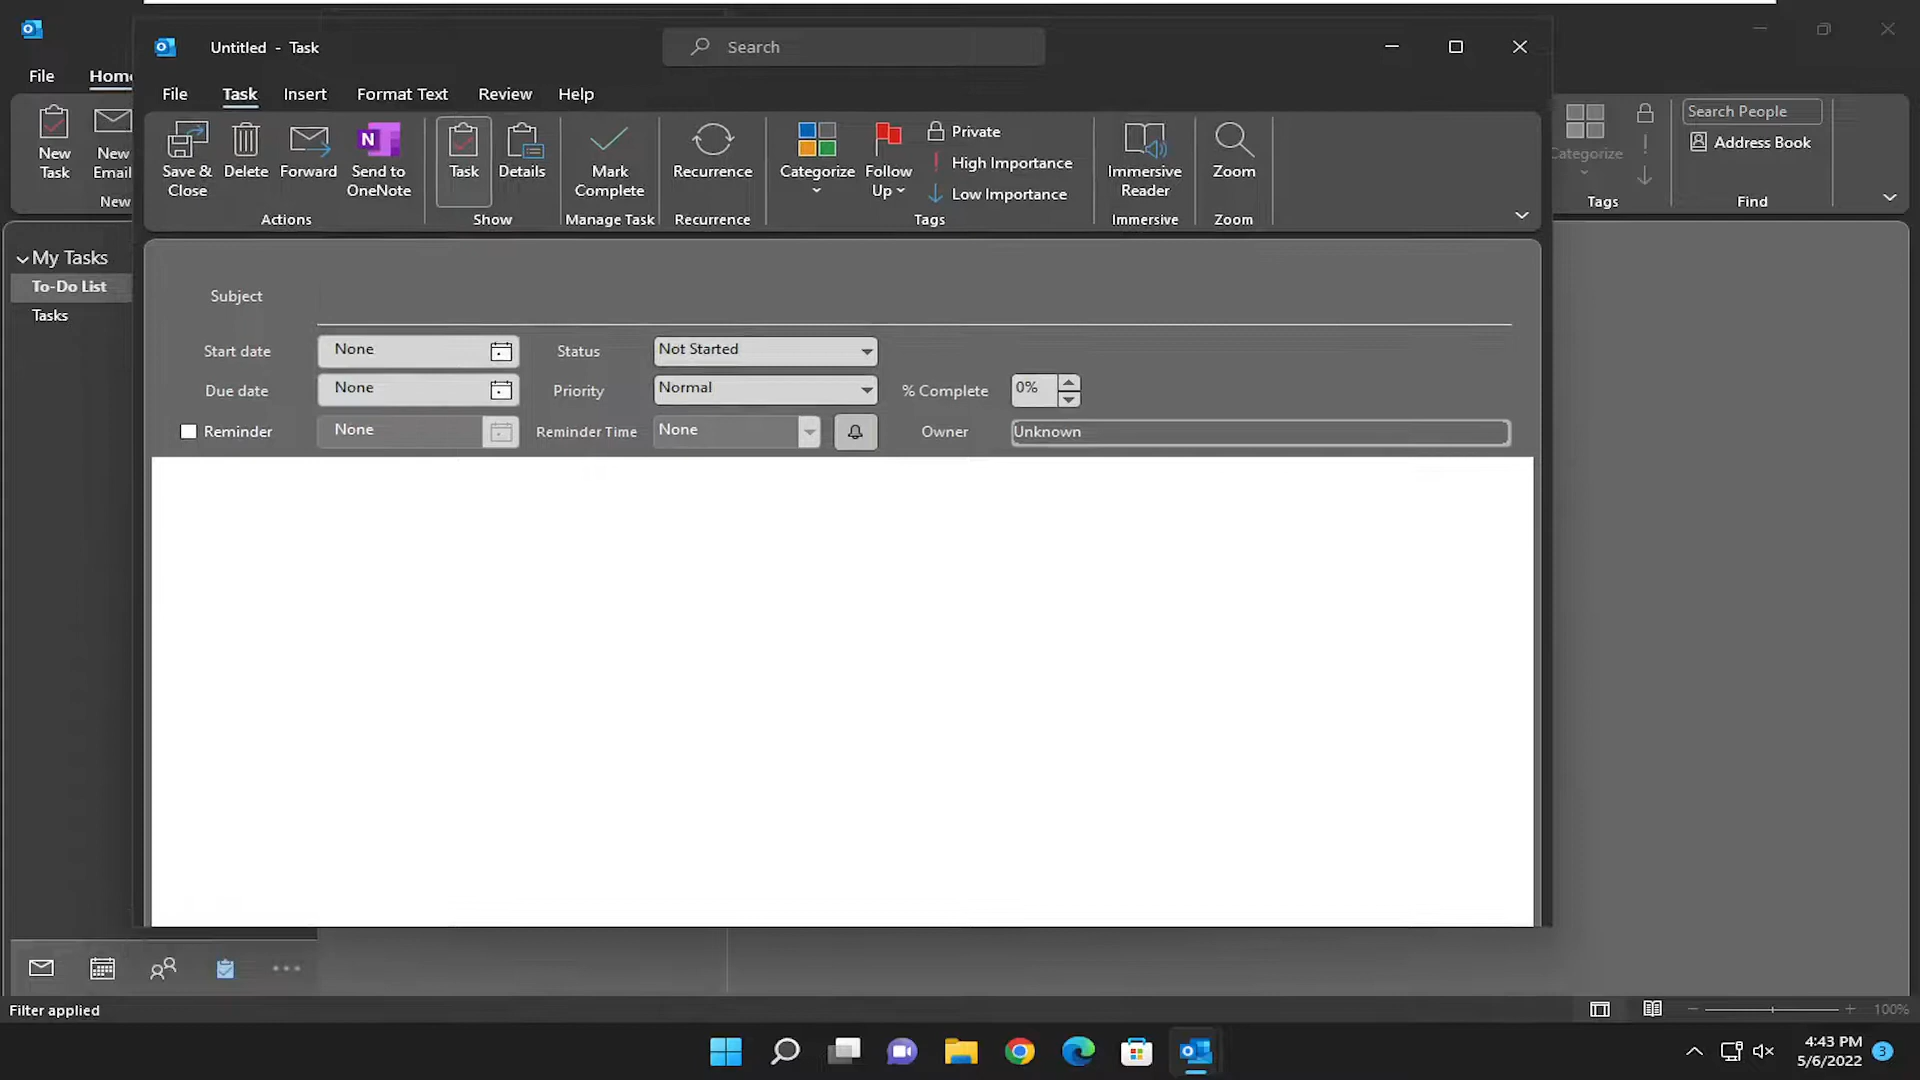 Untitled - Task
Search
File
Home
File
Task
Insert
Format Text
Review
Help
New
Task
New
Email
New
Save &
Close
Delete
Forward
Send to
OneNote
Actions
Task
Details
Show
Mark
Complete
Manage Task
Recurrence
Recurrence
Categorize
Follow
Up
Private
High Importance
Low Importance
Tags
Immersive
Reader
Immersive
Zoom
Zoom
Categorize
Tags
Search People
Address Book
Find
My Tasks
To-Do List
Tasks
Subject
Start date
None
Status
Not Started
Due date
None
Priority
Normal
% Complete
0%
Reminder
None
Reminder Time
None
Owner
Unknown
Filter applied
100%
4:43 PM
5/6/2022
3